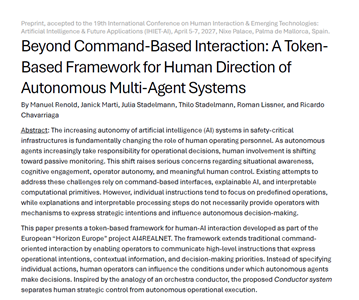 Preprint, accepted to the 19th International Conference on Human Interaction & Emerging Technologies:
Artificial Intelligence & Future Applications (IHIET-AI), April 5-7, 2027, Nixe Palace, Palma de Mallorca, Spain.
Beyond Command-Based Interaction: A Token-
Based Framework for Human Direction of
Autonomous Multi-Agent Systems
By Manuel Renold, Janick Marti, Julia Stadelmann, Thilo Stadelmann, Roman Lissner, and Ricardo
Chavarriaga
Abstract: The increasing autonomy of artificial intelligence (AI) systems in safety-critical
infrastructures is fundamentally changing the role of human operating personnel. As autonomous
agents increasingly take responsibility for operational decisions, human involvement is shifting
toward passive monitoring. This shift raises serious concerns regarding situational awareness,
cognitive engagement, operator autonomy, and meaningful human control. Existing attempts to
address these challenges rely on command-based interfaces, explainable AI, and interpretable
computational primitives. However, individual instructions tend to focus on predefined operations,
while explanations and interpretable processing steps do not necessarily provide operators with
mechanisms to express strategic intentions and influence autonomous decision-making.
This paper presents a token-based framework for human-AI interaction developed as part of the
European "Horizon Europe" project AI4REALNET. The framework extends traditional command-
oriented interaction by enabling operators to communicate high-level instructions that express
operational intentions, contextual information, and decision-making priorities. Instead of specifying
individual actions, human operators can influence the conditions under which autonomous agents
make decisions. Inspired by the analogy of an orchestra conductor, the proposed Conductor system
separates human strategic control from autonomous operational execution.